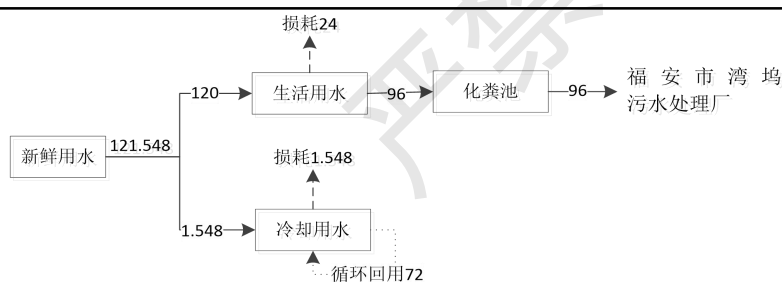 损耗24
120
生活用水
96
化粪池
96
福安市湾坞
污水处理厂
新鲜用水
121.548
损耗1.548
1.548
冷却用水
循环回用72
严禁